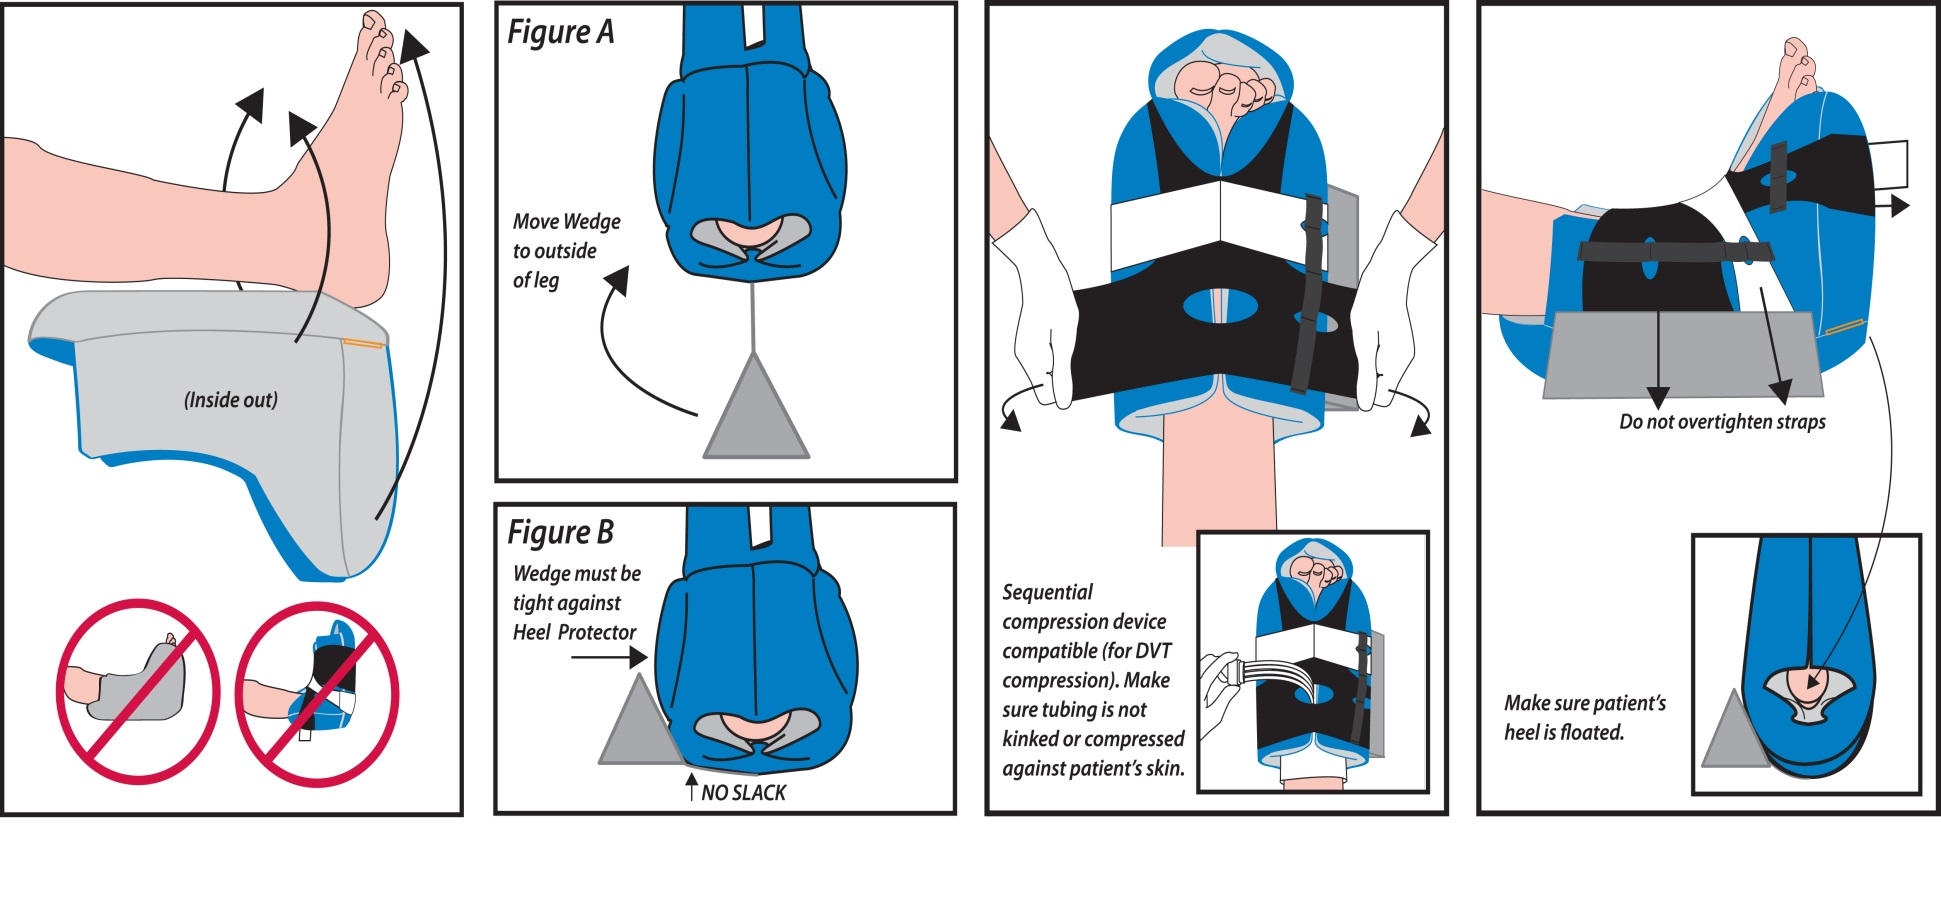 (Inside out)
Figure A
Move Wedge
to outside
of leg
Figure B
Wedge must be
tight against
Heel Protector
NO SLACK
Sequential
compression device
compatible (for DVT
compression). Make
sure tubing is not
kinked or compressed
against patient's skin.
Do not overtighten straps
Make sure patient's
heel is floated.